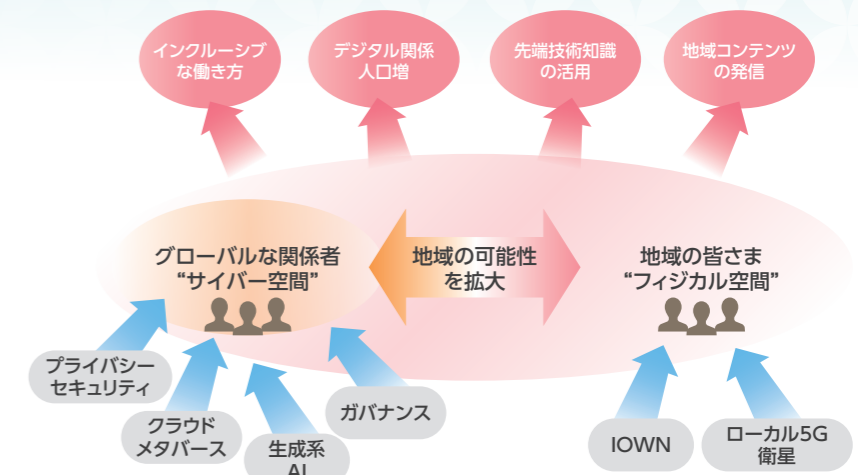 インクルーシブ
な働き方
デジタル関係
人口増
先端技術知識
の活用
地域コンテンツ
の発信
グローバルな関係者
“サイバー空間”
地域の可能性
を拡大
地域の皆さま
“フィジカル空間”
プライバシー
セキュリティ
クラウド
メタバース
生成系
AI
ガバナンス
IOWN
ローカル5G
衛星